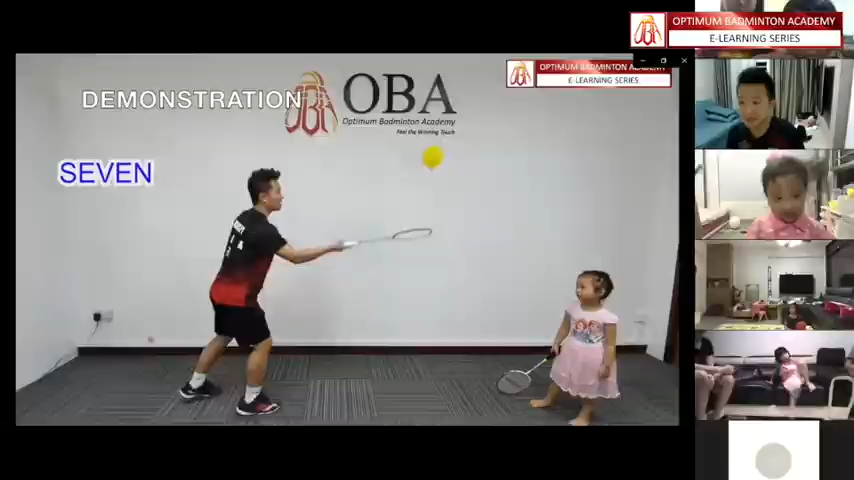 OPTIMUM BADMINTON ACADEMY
E-LEARNING SERIES
OPTIMUM BADMINTON ACADEMY
E-LEARNING SERIES
DEMONSTRATION
OBA
Optimum Badminton Academy
Feel the Winning Touch
SEVEN